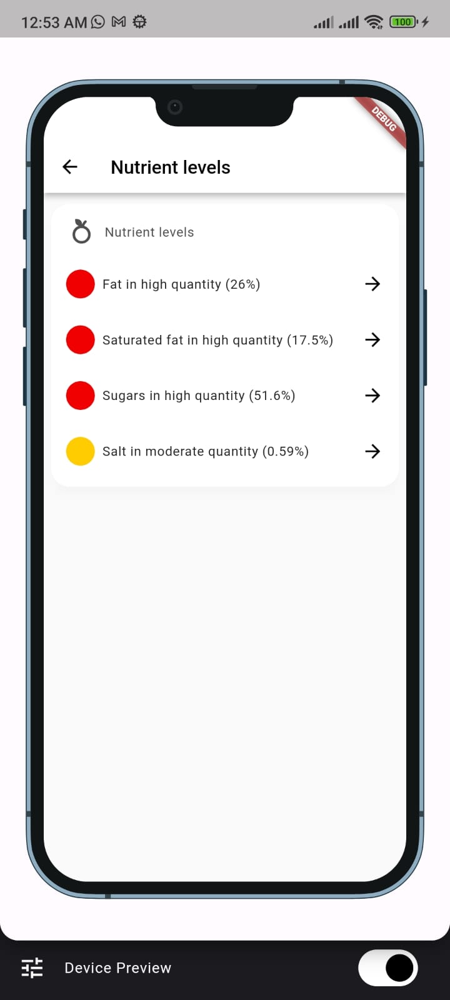 12:53 AM
100
DEBUG
Nutrient levels
Nutrient levels
Fat in high quantity (26%)
Saturated fat in high quantity (17.5%)
Sugars in high quantity (51.6%)
Salt in moderate quantity (0.59%)
Device Preview